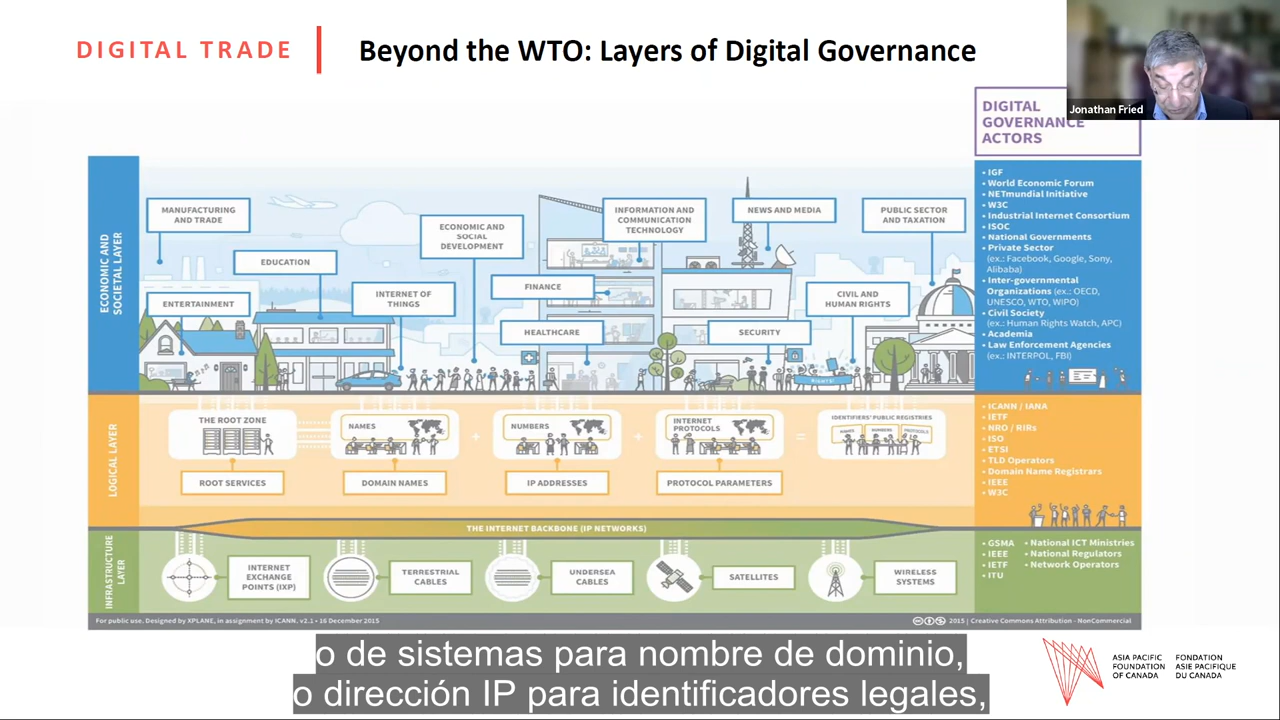 DIGITAL TRADE
Beyond the WTO: Layers of Digital Governance
Jonathan Fried
DIGITAL
GOVERNANCE
ACTORS
ECONOMIC AND
SOCIETAL LAYER
MANUFACTURING
AND TRADE
EDUCATION
ENTERTAINMENT
INTERNET OF
THINGS
ECONOMIC AND
SOCIAL
DEVELOPMENT
FINANCE
HEALTHCARE
INFORMATION AND
COMMUNICATION
TECHNOLOGY
NEWS AND MEDIA
SECURITY
CIVIL AND
HUMAN RIGHTS
PUBLIC SECTOR
AND TAXATION
RIGHTS!
• IGF
• World Economic Forum
• NETmundial Initiative
• W3C
• Industrial Internet Consortium
• ISOC
• National Governments
• Private Sector
(ex.: Facebook, Google, Sony,
Alibaba)
• Inter-governmental
Organizations (ex.: OECD,
UNESCO, WTO, WIPO)
• Civil Society
(ex.: Human Rights Watch, APC)
• Academia
• Law Enforcement Agencies
(ex.: INTERPOL, FBI)
LOGICAL LAYER
THE ROOT ZONE
NAMES
+
NUMBERS
+
INTERNET
PROTOCOLS
=
IDENTIFIERS' PUBLIC REGISTRIES
NAMES
NUMBERS
PROTOCOLS
ROOT SERVICES
DOMAIN NAMES
IP ADDRESSES
PROTOCOL PARAMETERS
• ICANN / IANA
• IETF
• NRO / RIRs
• ISO
• ETSI
• TLD Operators
• Domain Name Registrars
• IEEE
• W3C
THE INTERNET BACKBONE (IP NETWORKS)
INFRASTRUCTURE
LAYER
INTERNET
EXCHANGE
POINTS (IXP)
TERRESTRIAL
CABLES
UNDERSEA
CABLES
SATELLITES
WIRELESS
SYSTEMS
• GSMA
• IEEE
• IETF
• ITU
• National ICT Ministries
• National Regulators
• Network Operators
For public use. Designed by XPLANE, in assignment by ICANN. v2.1 • 16 December 2015
2015 | Creative Commons Attribution - NonCommercial
o de sistemas para nombre de dominio,
o dirección IP para identificadores legales,
ASIA PACIFIC
FOUNDATION
OF CANADA
FONDATION
ASIE PACIFIQUE
DU CANADA